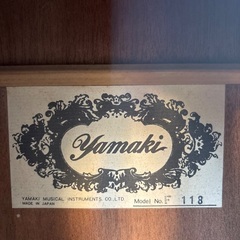 Yamaki
YAMAKI MUSICAL INSTRUMENTS CO., LTD.
MADE IN JAPAN
Model No. F 118